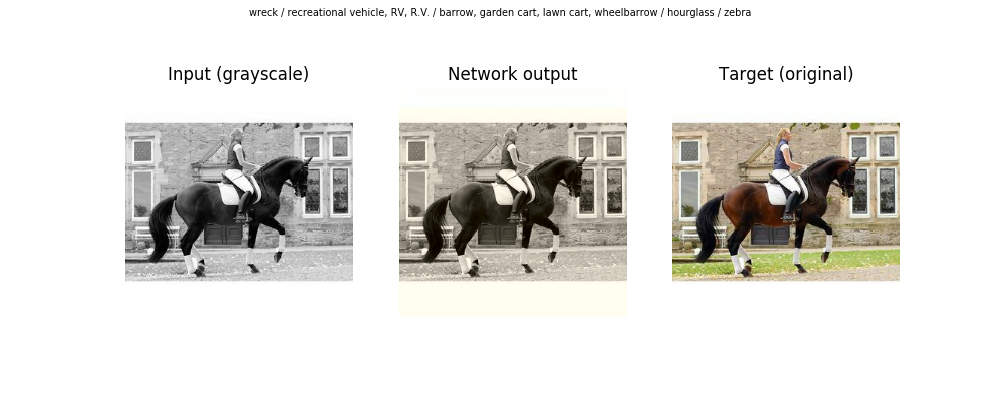 wreck / recreational vehicle, RV, R.V. / barrow, garden cart, lawn cart, wheelbarrow / hourglass / zebra
Input (grayscale)
Network output
Target (original)